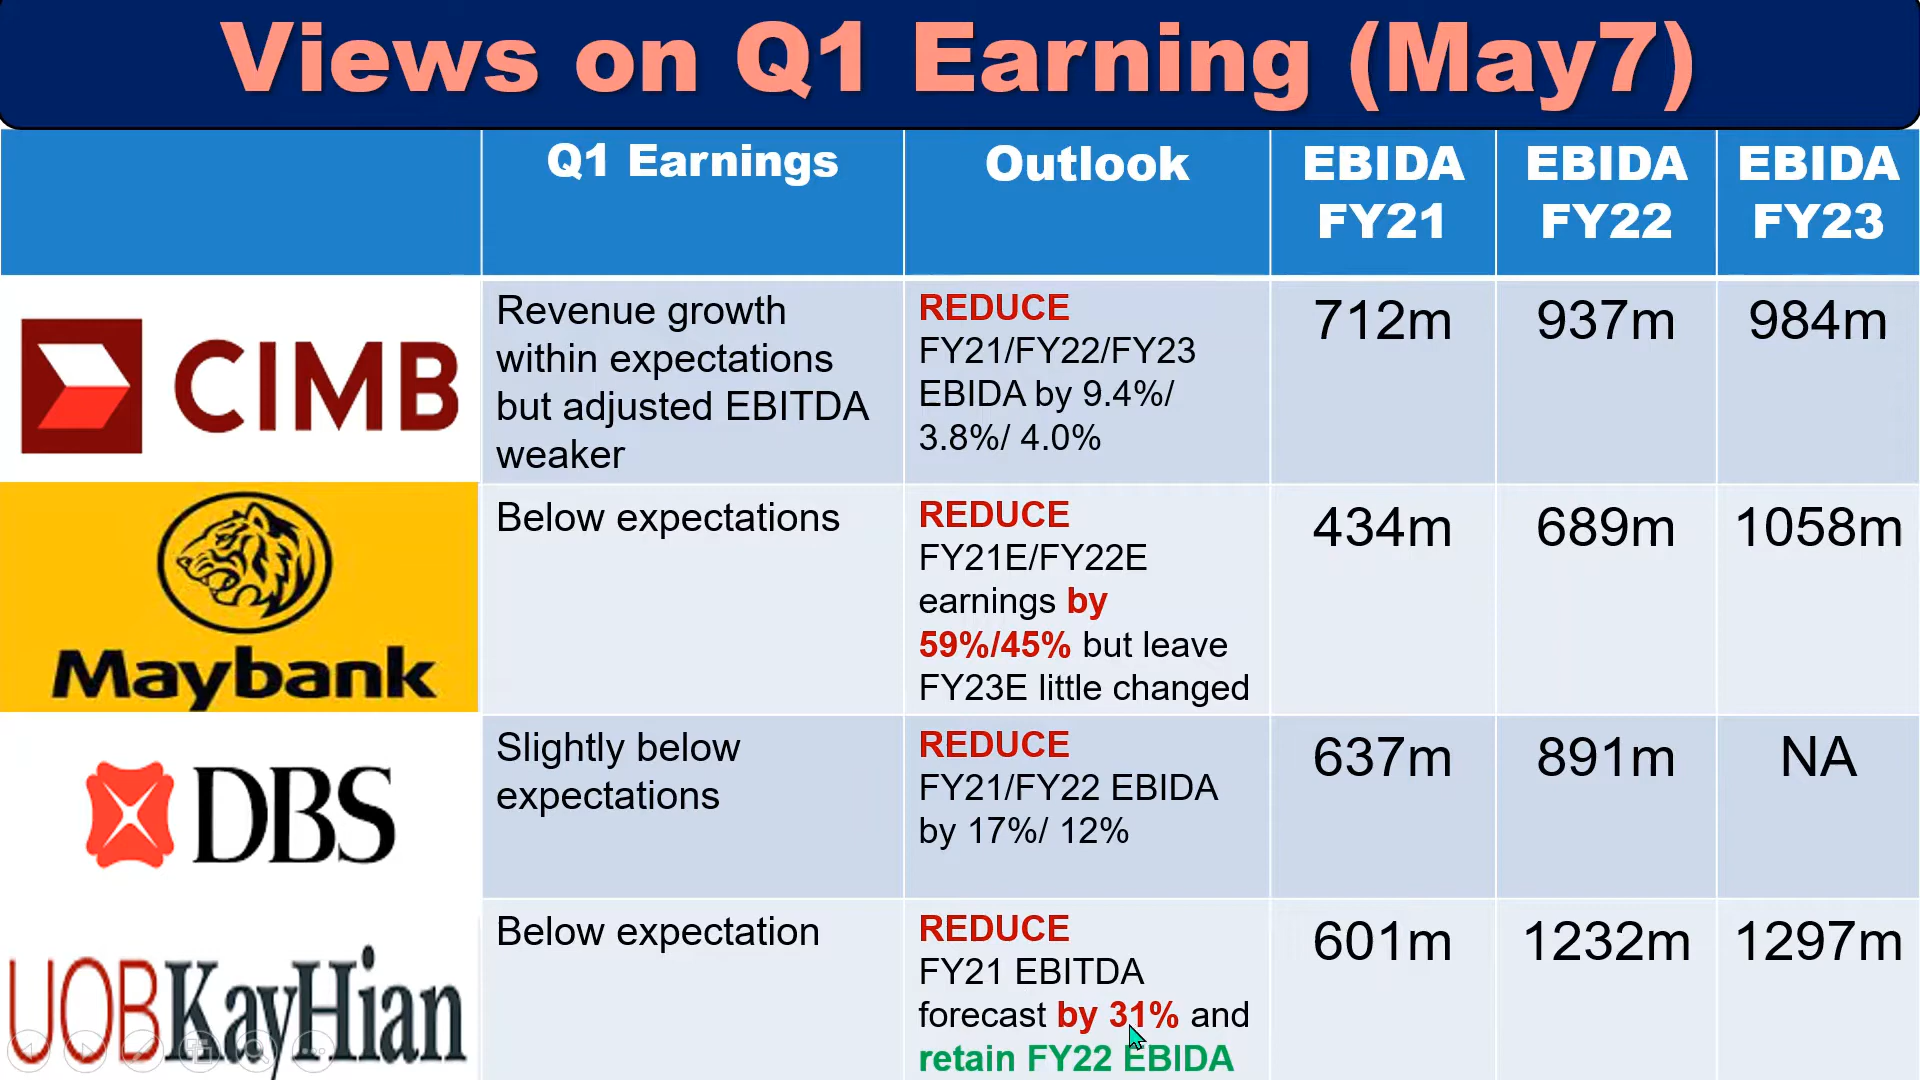 Views on Q1 Earning (May7)
Q1 Earnings
Outlook
EBIDA
FY21
EBIDA
FY22
EBIDA
FY23
CIMB
Revenue growth
within expectations
but adjusted EBITDA
weaker
REDUCE
FY21/FY22/FY23
EBIDA by 9.4%/
3.8%/ 4.0%
712m
937m
984m
Maybank
Below expectations
REDUCE
FY21E/FY22E
earnings by
59%/45% but leave
FY23E little changed
434m
689m
1058m
DBS
Slightly below
expectations
REDUCE
FY21/FY22 EBIDA
by 17%/ 12%
637m
891m
NA
UOBKayHian
Below expectation
REDUCE
FY21 EBITDA
forecast by 31% and
retain FY22 EBIDA
601m
1232m
1297m